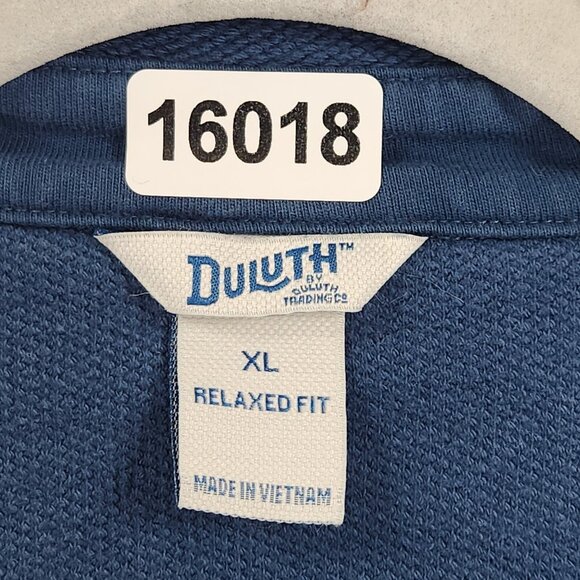 16018
DULUTH™
BY
DULUTH
TRADING CO
XL
RELAXED FIT
MADE IN VIETNAM